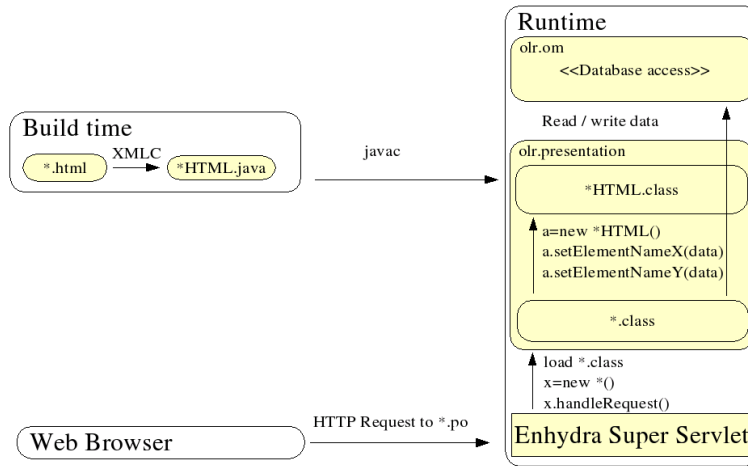 Runtime
olr.om
<<Database access>>
Read / write data
Build time
XMLC
*.html
*HTML.java
javac
olr.presentation
*HTML.class
a=new *HTML()
a.setElementNameX(data)
a.setElementNameY(data)
*.class
load *.class
x=new *()
x.handleRequest()
Web Browser
HTTP Request to *.po
Enhydra Super Servlet